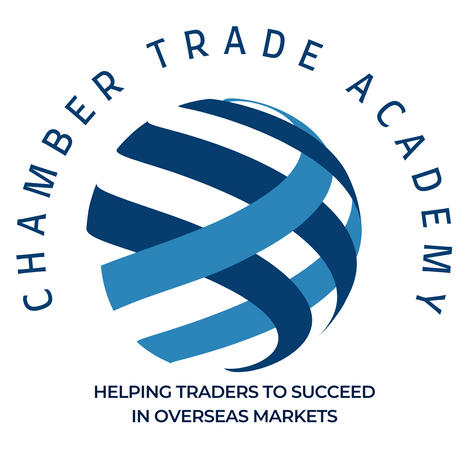 CHAMBER TRADE ACADEMY
HELPING TRADERS TO SUCCEED
IN OVERSEAS MARKETS